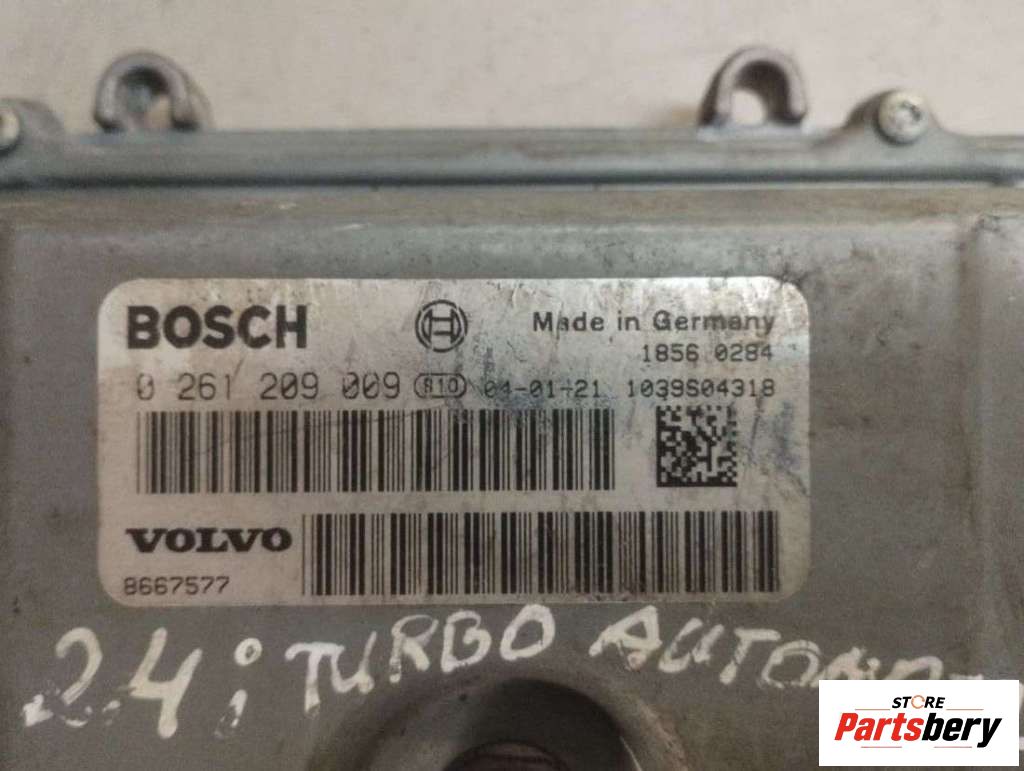 BOSCH
Made in Germany
1856 0284
0 261 209 009 810 04-01-21 1039S04318
VOLVO
8667577
2.4 i TURBO
STORE
Partsbery